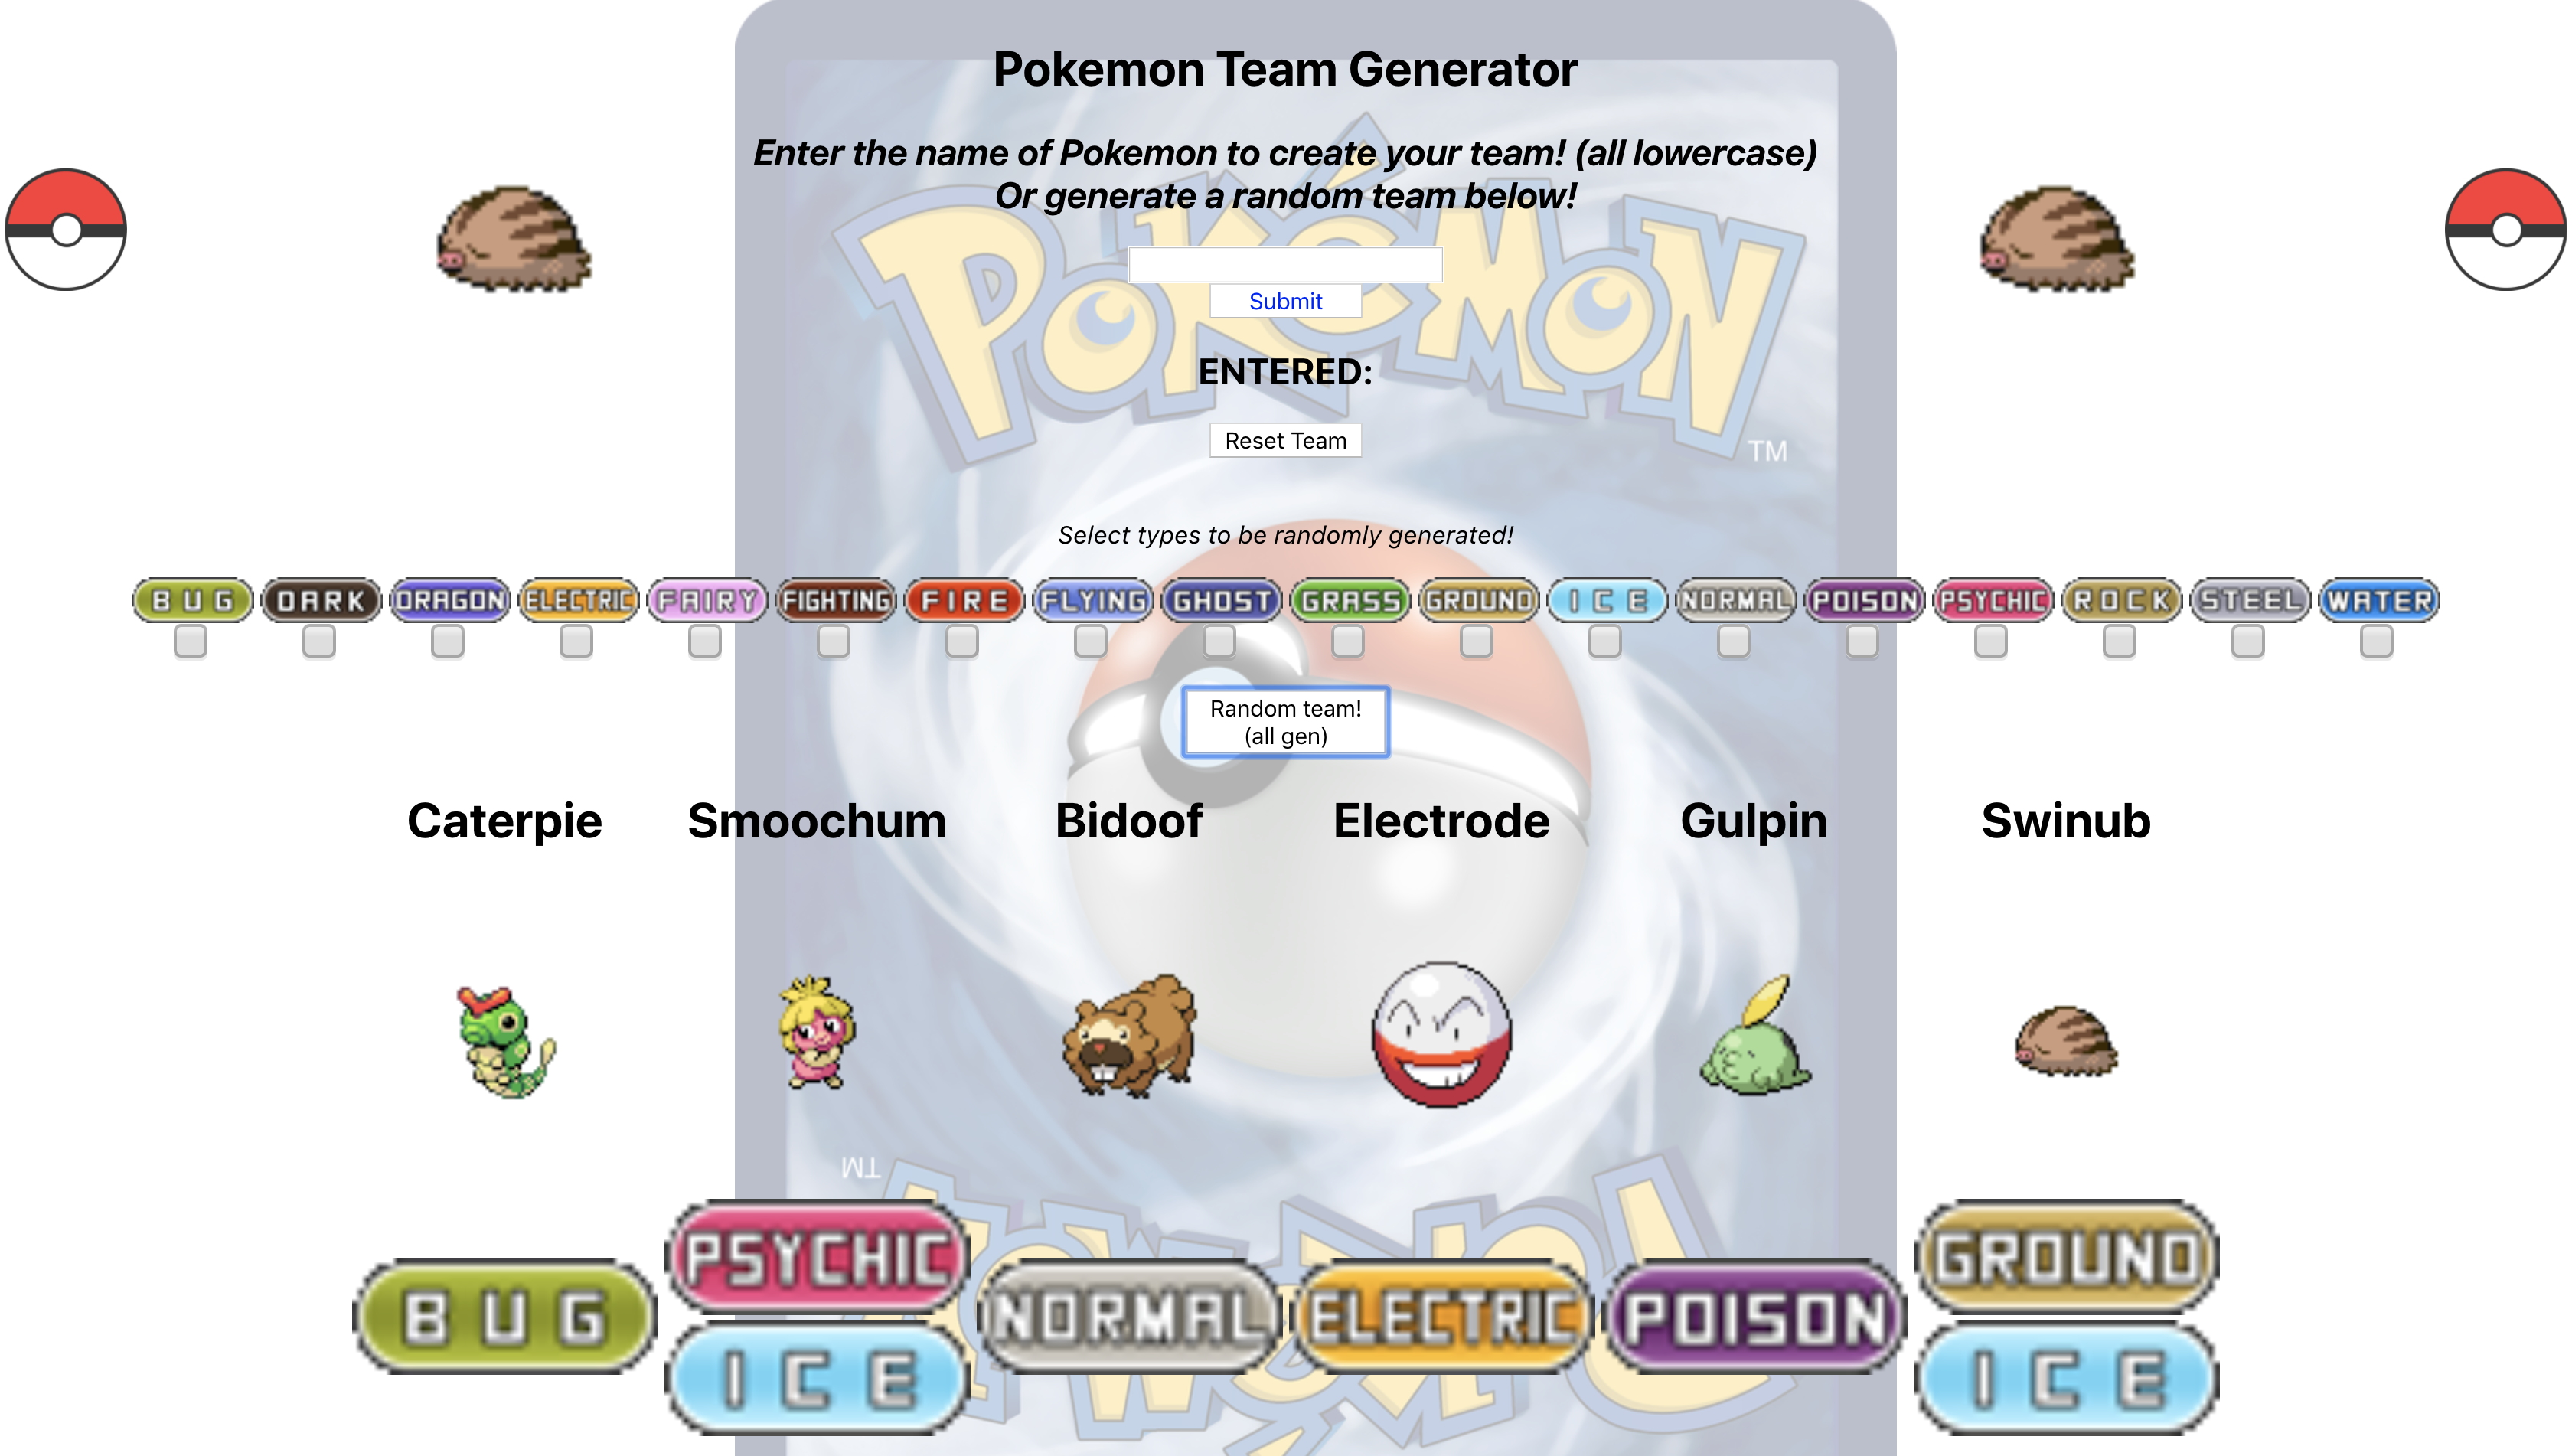 Pokemon Team Generator
Enter the name of Pokemon to create your team! (all lowercase)
Or generate a random team below!
POKéMON
TM
Submit
ENTERED:
Reset Team
Select types to be randomly generated!
BUG DARK DRAGON ELECTRIC FAIRY FIGHTING FIRE FLYING GHOST GRASS GROUND ICE NORMAL POISON PSYCHIC ROCK STEEL WATER
Random team!
(all gen)
Caterpie Smoochum Bidoof Electrode Gulpin Swinub
TM
PSYCHIC GROUND
BUG NORMAL ELECTRIC POISON
ICE ICE